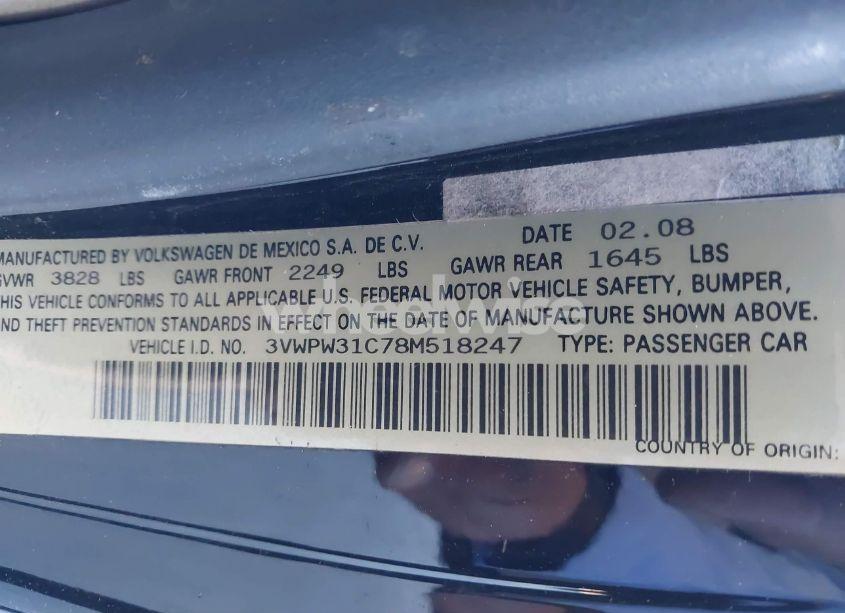 MANUFACTURED BY VOLKSWAGEN DE MEXICO S.A. DE C.V. DATE 02.08
GVWR 3828 LBS GAWR FRONT 2249 LBS GAWR REAR 1645 LBS
THIS VEHICLE CONFORMS TO ALL APPLICABLE U.S. FEDERAL MOTOR VEHICLE SAFETY, BUMPER,
AND THEFT PREVENTION STANDARDS IN EFFECT ON THE DATE OF MANUFACTURE SHOWN ABOVE.
VEHICLE I.D. NO. 3VWPW31C78M518247 TYPE: PASSENGER CAR
COUNTRY OF ORIGIN:
wheelwise